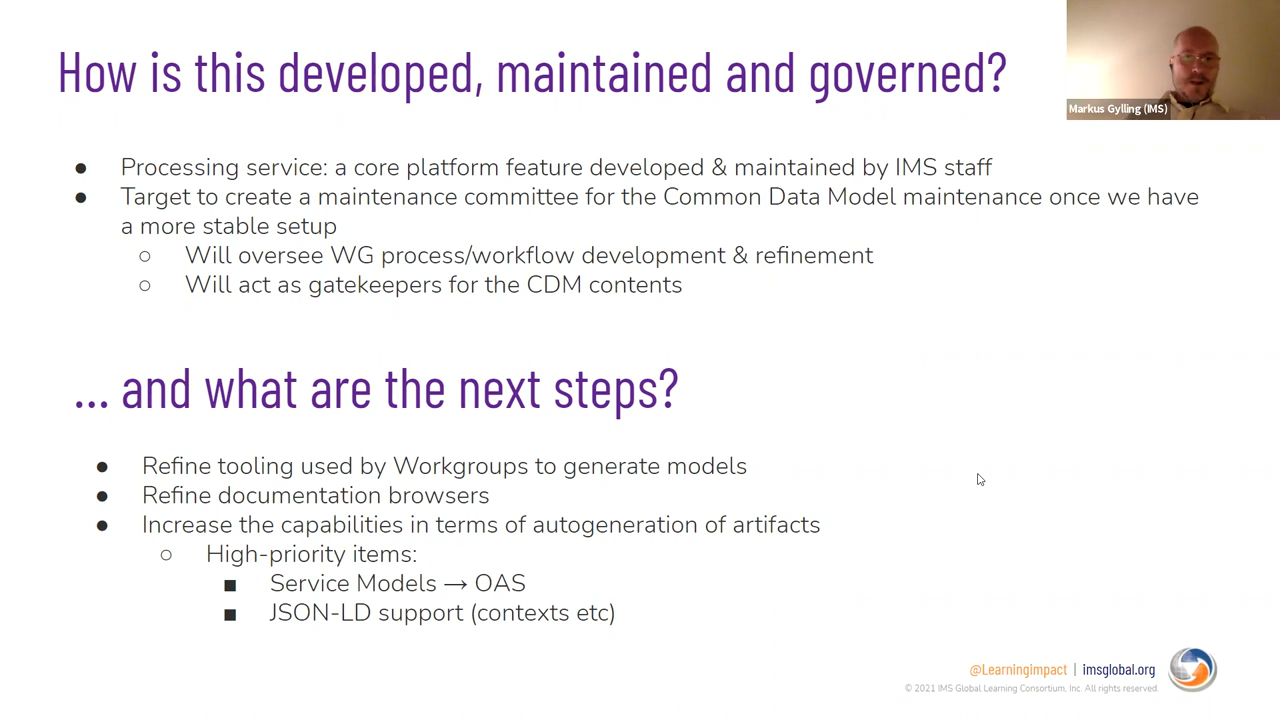 How is this developed, maintained and governed?
Markus Gylling (IMS)
● Processing service: a core platform feature developed & maintained by IMS staff
● Target to create a maintenance committee for the Common Data Model maintenance once we have
a more stable setup
○ Will oversee WG process/workflow development & refinement
○ Will act as gatekeepers for the CDM contents
... and what are the next steps?
● Refine tooling used by Workgroups to generate models
● Refine documentation browsers
● Increase the capabilities in terms of autogeneration of artifacts
○ High-priority items:
■ Service Models → OAS
■ JSON-LD support (contexts etc)
@Learningimpact | imsglobal.org
© 2021 IMS Global Learning Consortium, Inc. All rights reserved.